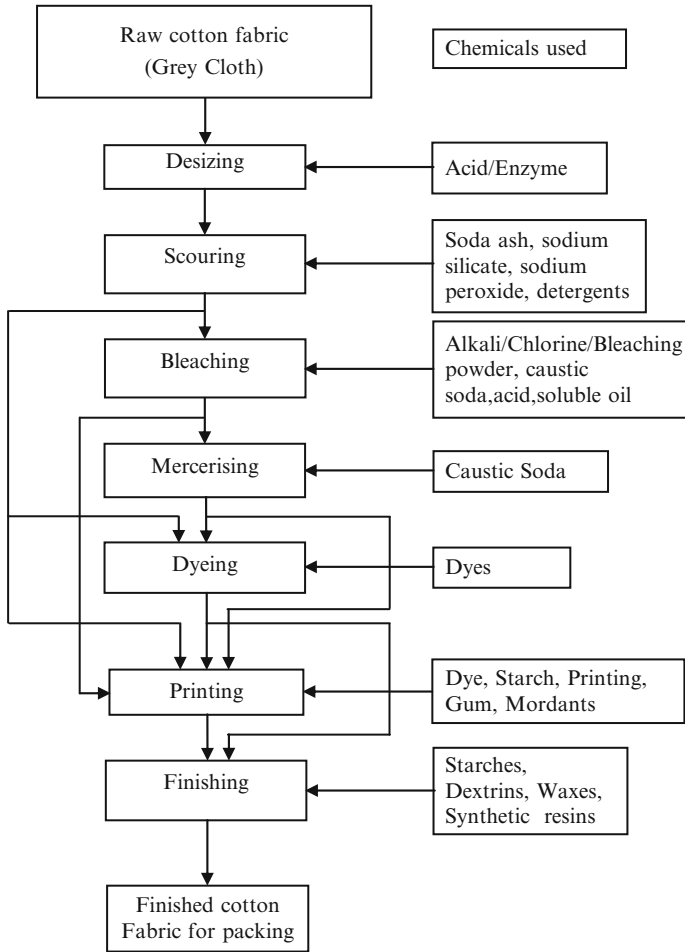 Raw cotton fabric
(Grey Cloth)
Chemicals used
Desizing
Acid/Enzyme
Scouring
Soda ash, sodium
silicate, sodium
peroxide, detergents
Bleaching
Alkali/Chlorine/Bleaching
powder, caustic
soda,acid,soluble oil
Mercerising
Caustic Soda
Dyeing
Dyes
Printing
Dye, Starch, Printing,
Gum, Mordants
Finishing
Starches,
Dextrins, Waxes,
Synthetic resins
Finished cotton
Fabric for packing